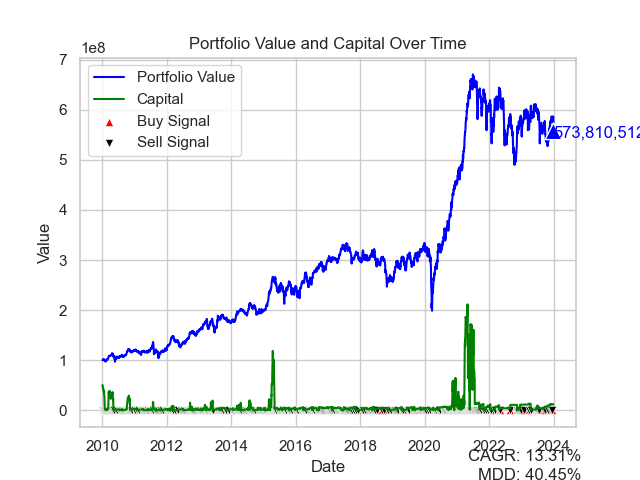 Portfolio Value and Capital Over Time
1e8
7
6
5
4
3
2
1
0
Value
Portfolio Value
Capital
Buy Signal
Sell Signal
573,810,512
2010 2012 2014 2016 2018 2020 2022 2024
Date
CAGR: 13.31%
MDD: 40.45%